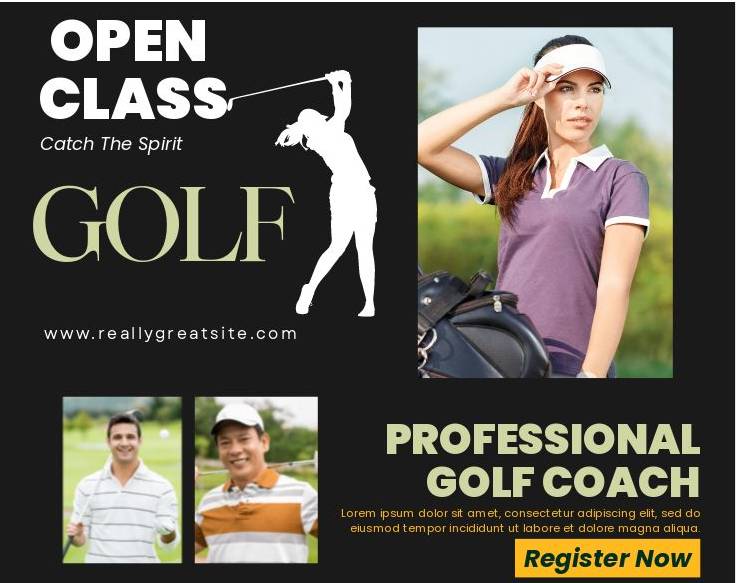 OPEN
CLASS
Catch The Spirit
GOLF
www.reallygreatsite.com
PROFESSIONAL
GOLF COACH
Lorem ipsum dolor sit amet, consectetur adipiscing elit, sed do
eiusmod tempor incididunt ut labore et dolore magna aliqua.
Register Now